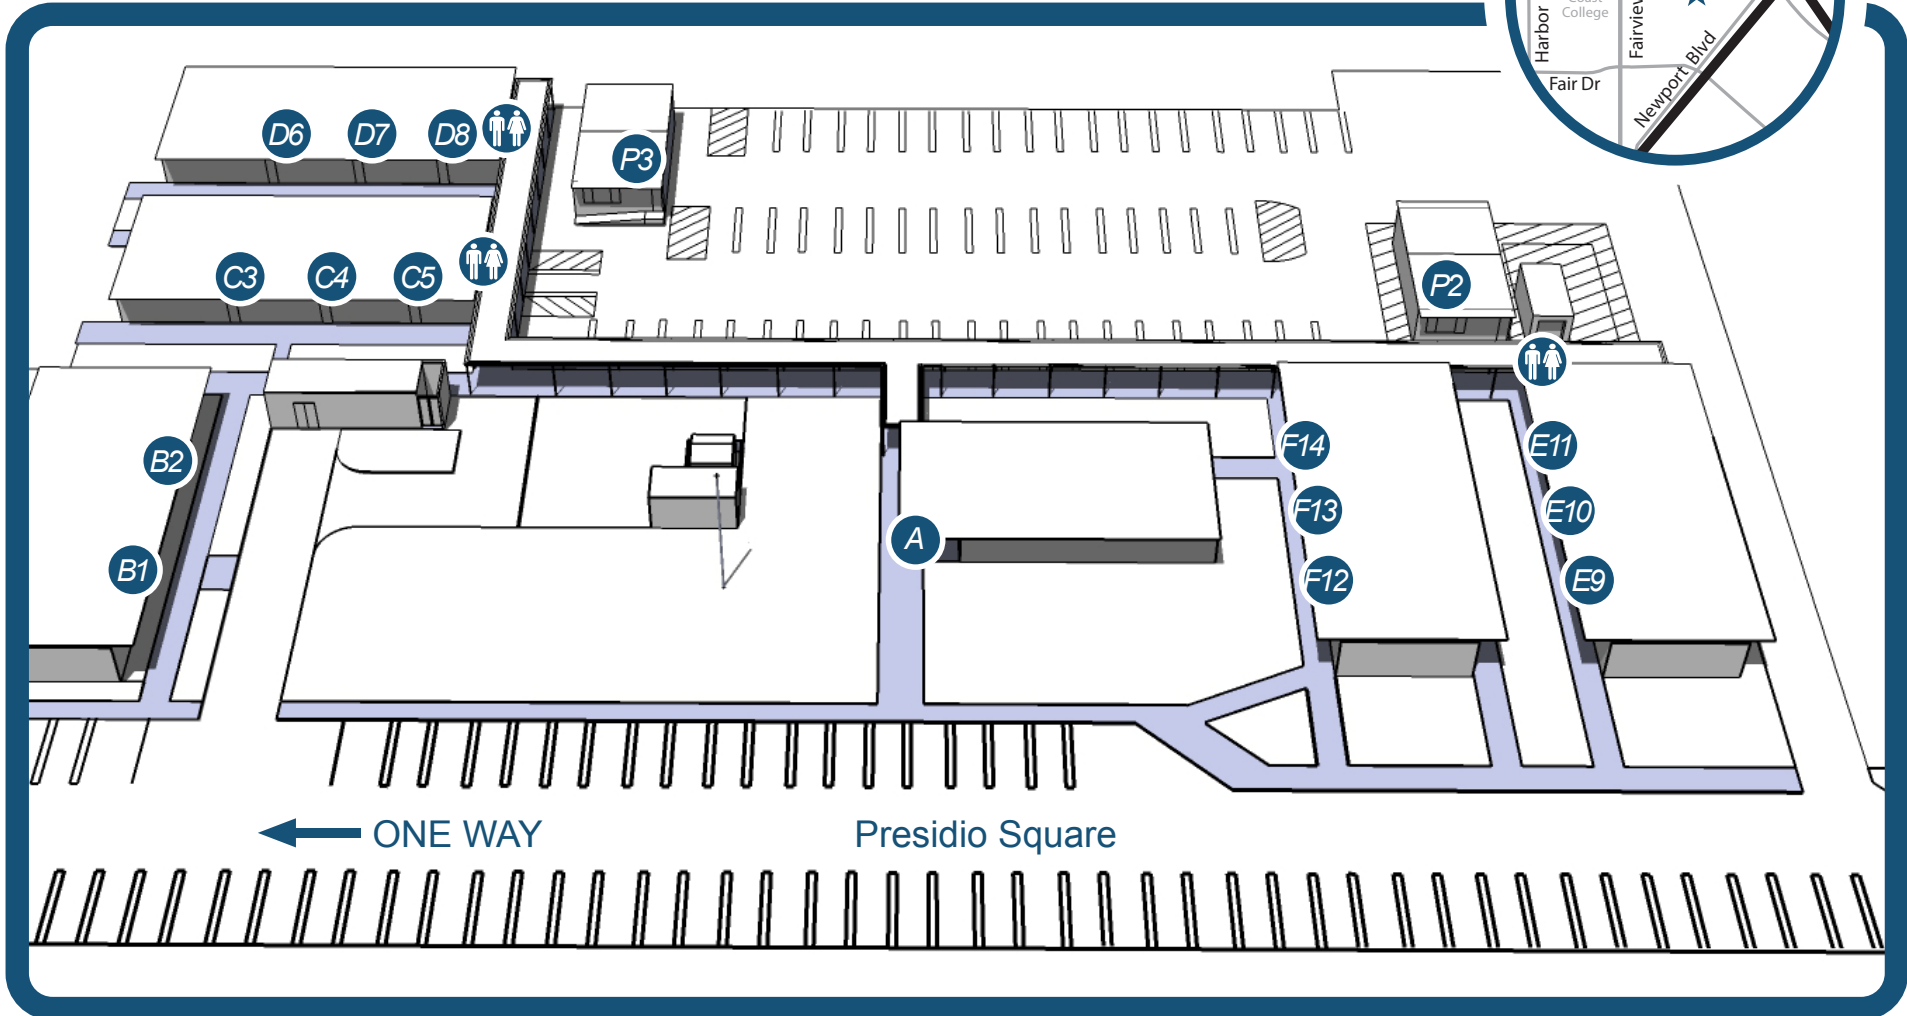 Harbor
College
Fairview
Newport Blvd
Fair Dr
D6
D7
D8
P3
C3
C4
C5
P2
B2
B1
A
F14
F13
F12
E11
E10
E9
ONE WAY
Presidio Square